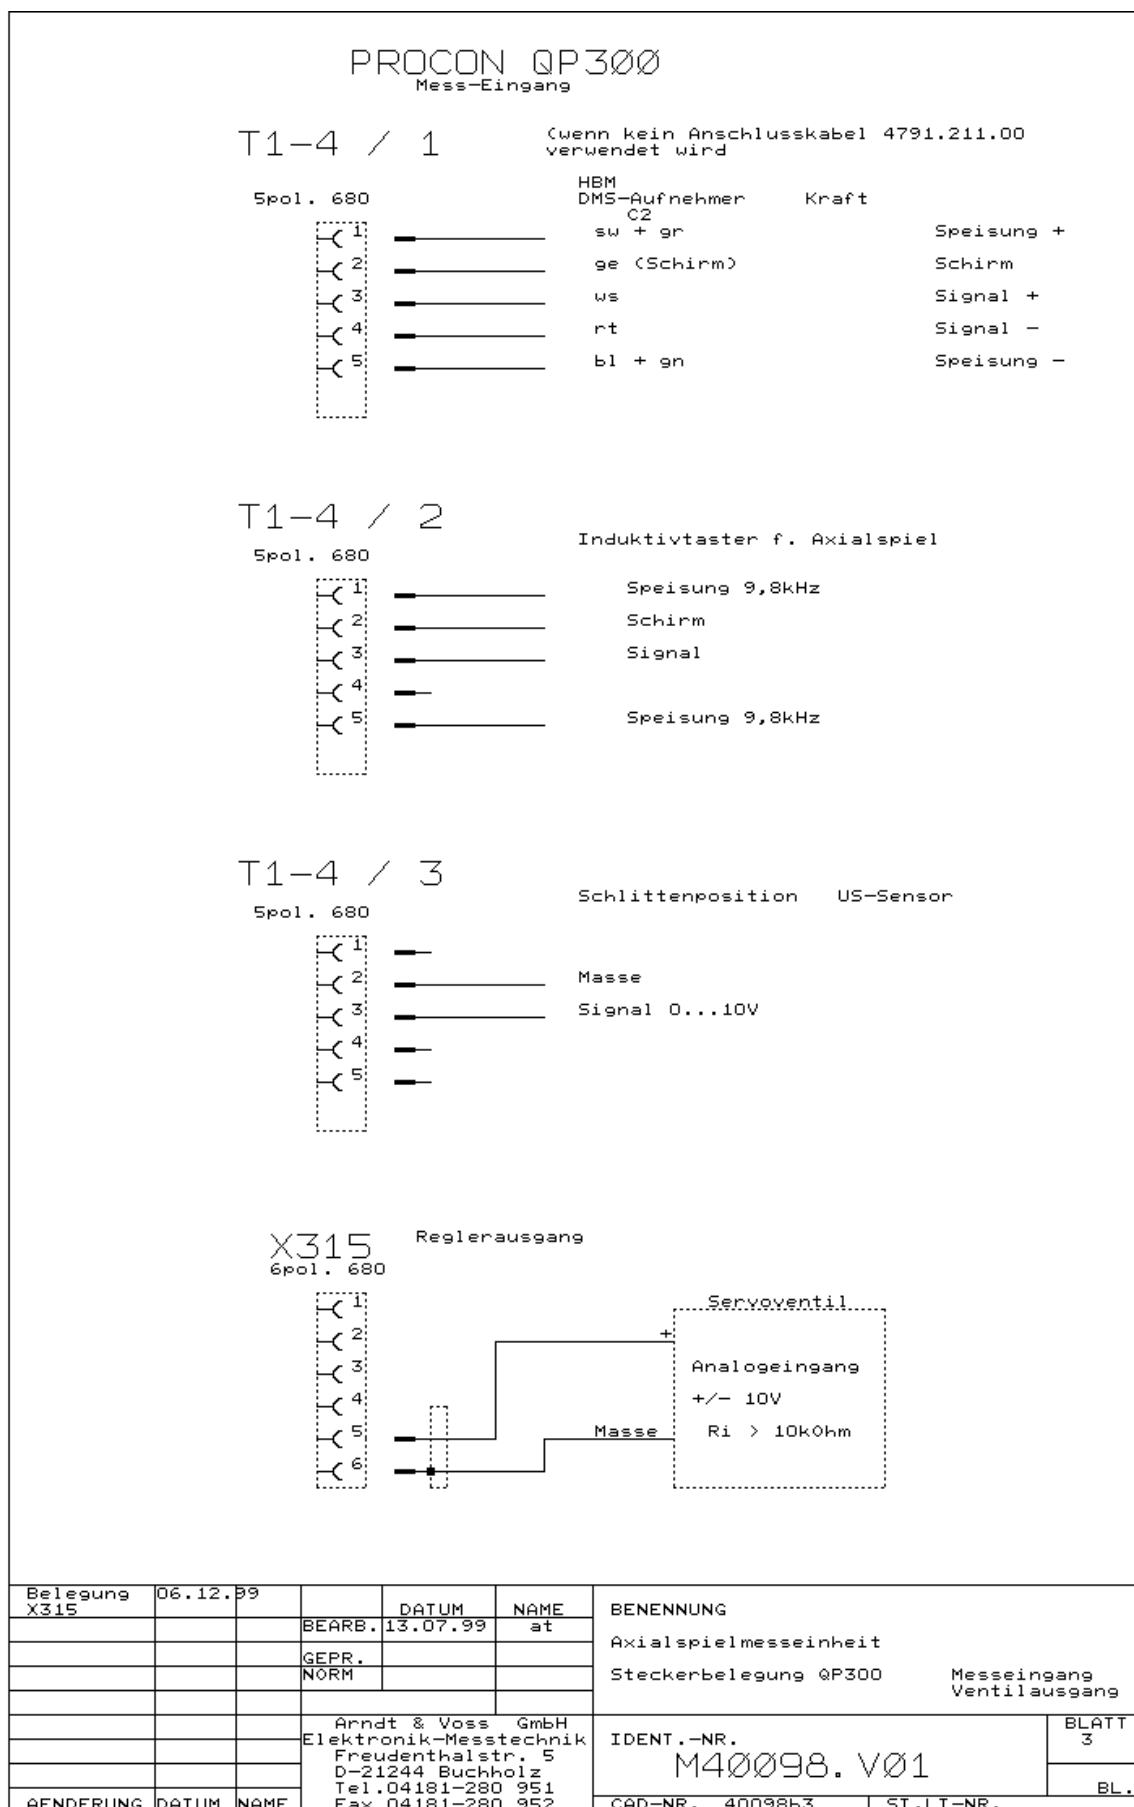 PROCON QP300
Mess-Eingang
T1-4 / 1
(wenn kein Anschlusskabel 4791.211.00
verwendet wird
5pol. 680
HBM
DMS-Aufnehmer Kraft
C2
1 sw + gr Speisung +
2 ge (Schirm) Schirm
3 ws Signal +
4 rt Signal -
5 bl + gn Speisung -
T1-4 / 2
Induktivtaster f. Axialspiel
5pol. 680
1 Speisung 9,8kHz
2 Schirm
3 Signal
4
5 Speisung 9,8kHz
T1-4 / 3
Schlittenposition US-Sensor
5pol. 680
1
2 Masse
3 Signal 0...10V
4
5
X315 Reglerausgang
6pol. 680
1
2
3
4
5
6
Servoventil
+
Analogeingang
+/- 10V
Masse Ri > 10kOhm
Belegung 06.12.99
X315
DATUM NAME
BEARB. 13.07.99 at
GEPR.
NORM
BENENNUNG
Axialspielmesseinheit
Steckerbelegung QP300 Messeingang
Ventilausgang
Arndt & Voss GmbH
Elektronik-Messtechnik
Freudenthalstr. 5
D-21244 Buchholz
Tel.04181-280 951
Fax 04181-280 952
IDENT.-NR.
M40098.V01
BLATT
3
BL.
AENDERUNG DATUM NAME
CAD-NR. 40098b3 ST.LI-NR.